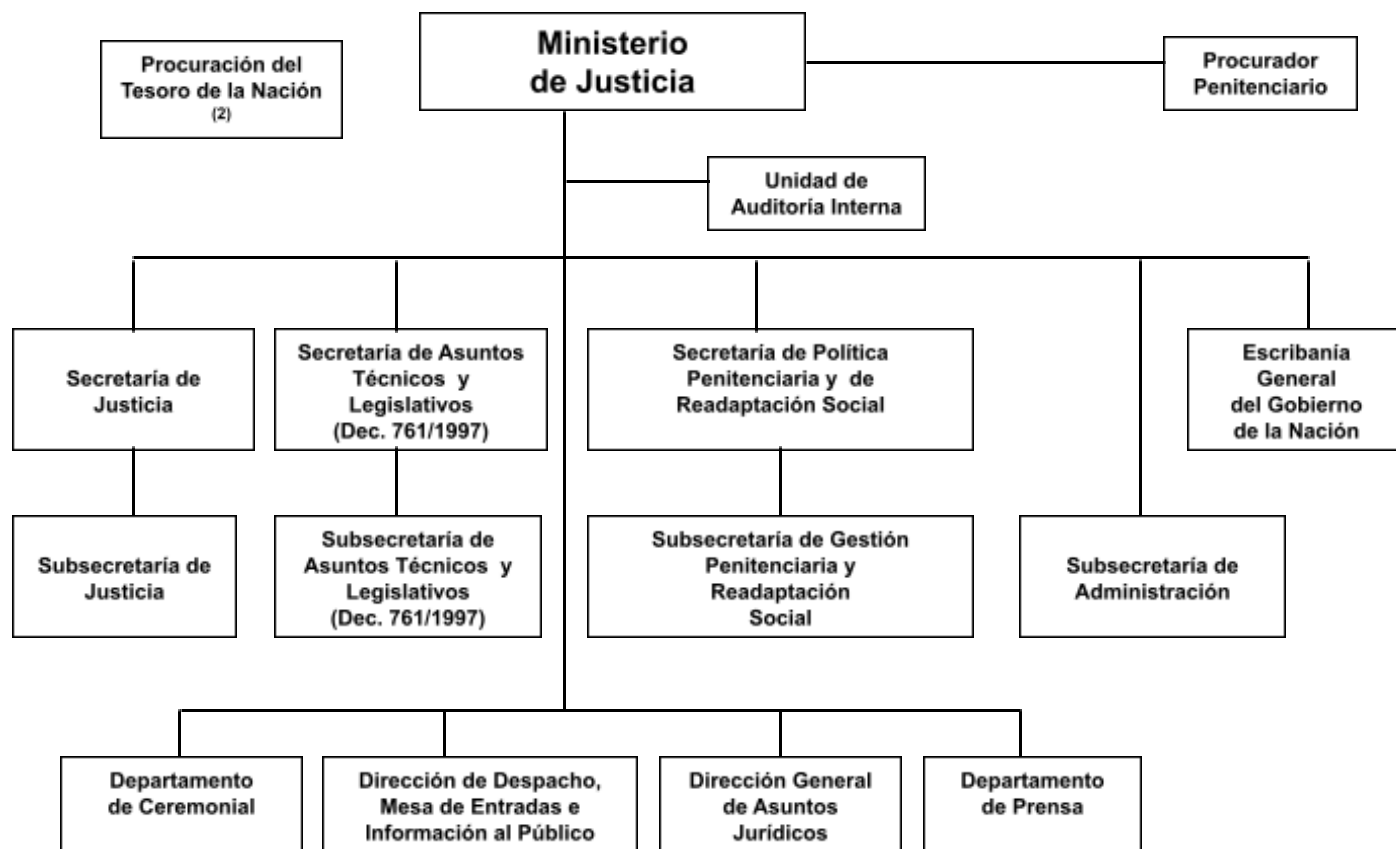 Ministerio
de Justicia
Procuración del
Tesoro de la Nación
(2)
Procurador
Penitenciario
Unidad de
Auditoría Interna
Secretaría de
Justicia
Secretaría de Asuntos
Técnicos y
Legislativos
(Dec. 761/1997)
Secretaría de Política
Penitenciaria y de
Readaptación Social
Escribanía
General
del Gobierno
de la Nación
Subsecretaría de
Justicia
Subsecretaría de
Asuntos Técnicos y
Legislativos
(Dec. 761/1997)
Subsecretaría de Gestión
Penitenciaria y
Readaptación
Social
Subsecretaría de
Administración
Departamento
de Ceremonial
Dirección de Despacho,
Mesa de Entradas e
Información al Público
Dirección General
de Asuntos
Jurídicos
Departamento
de Prensa